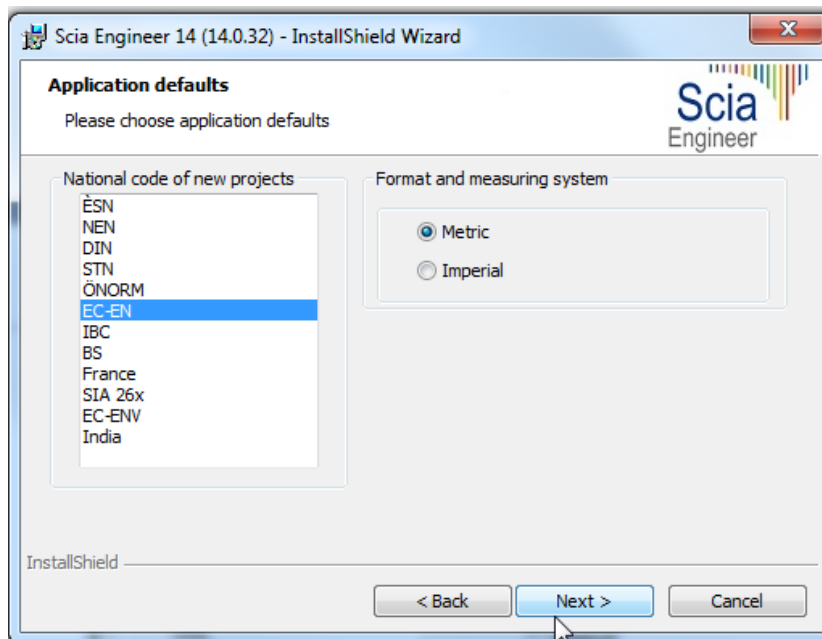 Scia Engineer 14 (14.0.32) - InstallShield Wizard
Application defaults
Please choose application defaults
Scia
Engineer
National code of new projects
ÈSN
NEN
DIN
STN
ÖNORM
EC-EN
IBC
BS
France
SIA 26x
EC-ENV
India
Format and measuring system
Metric
Imperial
InstallShield
< Back
Next >
Cancel